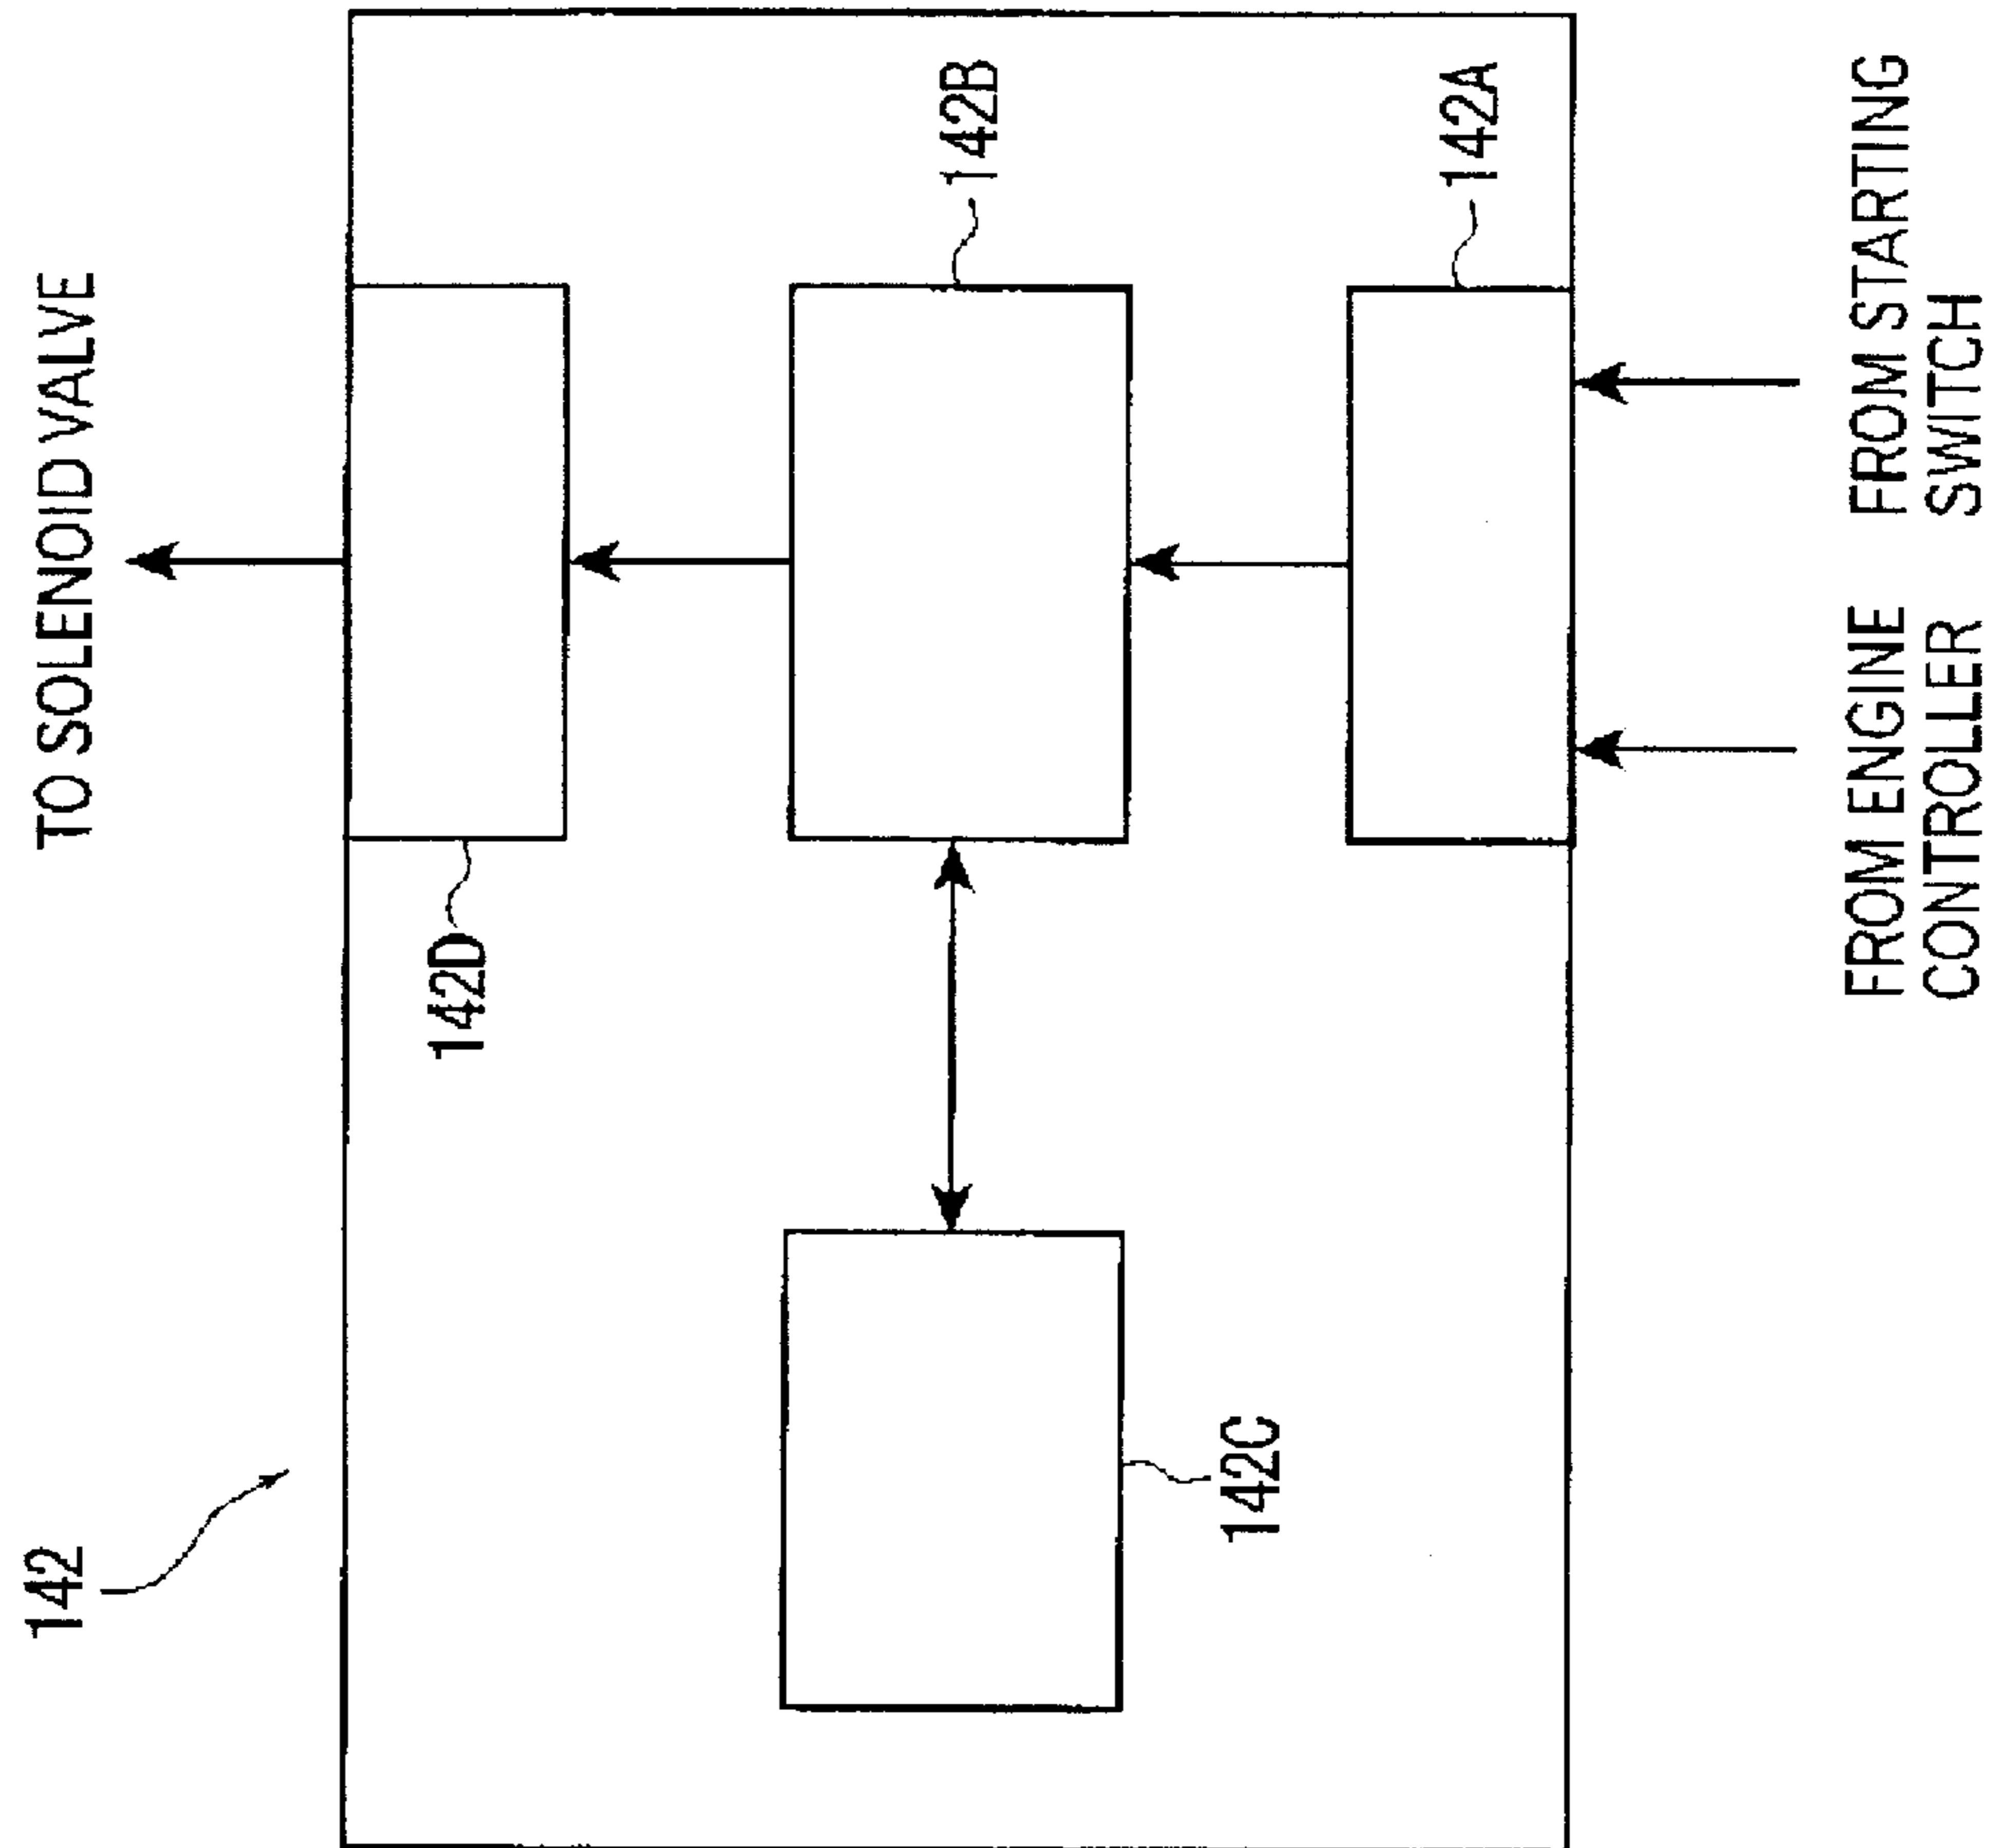 142
TO SOLENOID VALVE
142D
142B
142C
142A
FROM ENGINE
CONTROLLER
FROM STARTING
SWITCH